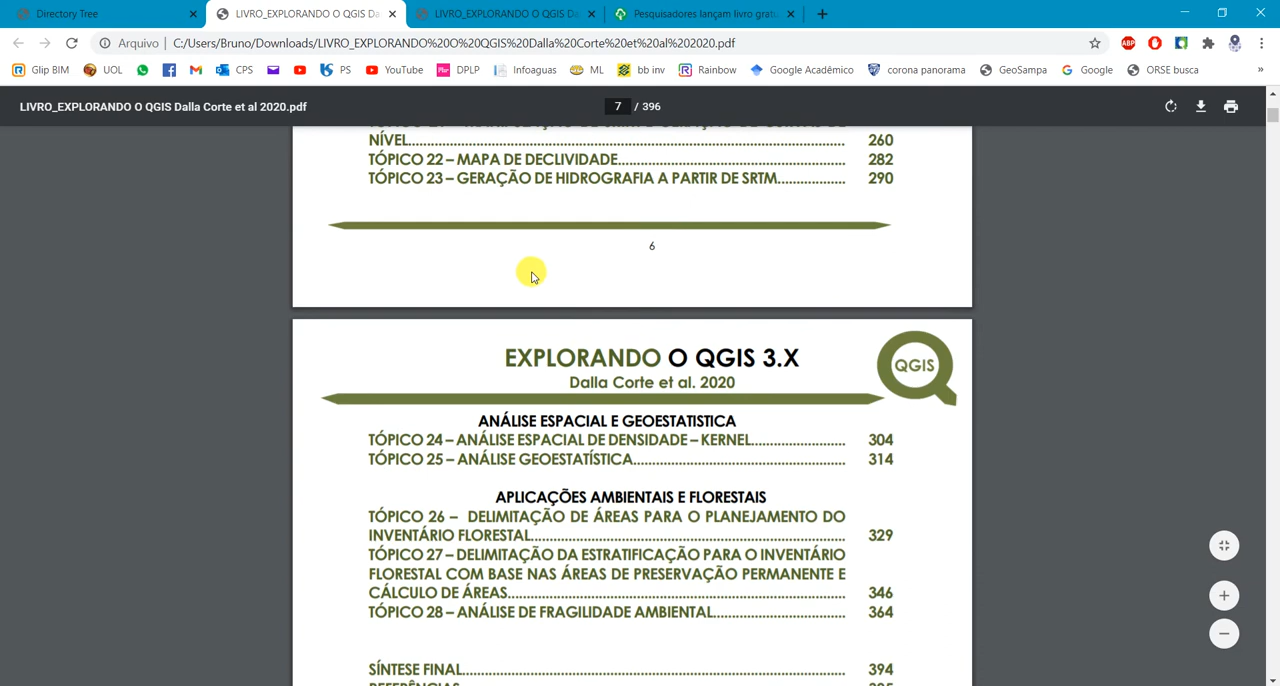 Directory Tree
LIVRO_EXPLORANDO O QGIS Da
LIVRO_EXPLORANDO O QGIS Da
Pesquisadores lançam livro gratu
Arquivo
C:/Users/Bruno/Downloads/LIVRO_EXPLORANDO%20O%20QGIS%20Dalla%20Corte%20et%20al%202020.pdf
ABP
Glip BIM
UOL
CPS
PS
YouTube
DPLP
Infoaguas
ML
bb inv
Rainbow
Google Acadêmico
corona panorama
GeoSampa
Google
ORSE busca
»
LIVRO_EXPLORANDO O QGIS Dalla Corte et al 2020.pdf
7 / 396
NÍVEL.......................................................................................... 260
TÓPICO 22 – MAPA DE DECLIVIDADE.............................................. 282
TÓPICO 23 – GERAÇÃO DE HIDROGRAFIA A PARTIR DE SRTM................. 290
6
EXPLORANDO O QGIS 3.X
QGIS
Dalla Corte et al. 2020
ANÁLISE ESPACIAL E GEOESTATISTICA
TÓPICO 24 – ANÁLISE ESPACIAL DE DENSIDADE – KERNEL....................... 304
TÓPICO 25 – ANÁLISE GEOESTATÍSTICA................................................ 314
APLICAÇÕES AMBIENTAIS E FLORESTAIS
TÓPICO 26 – DELIMITAÇÃO DE ÁREAS PARA O PLANEJAMENTO DO
INVENTÁRIO FLORESTAL.................................................................. 329
TÓPICO 27 – DELIMITAÇÃO DA ESTRATIFICAÇÃO PARA O INVENTÁRIO
FLORESTAL COM BASE NAS ÁREAS DE PRESERVAÇÃO PERMANENTE E
CÁLCULO DE ÁREAS...................................................................... 346
TÓPICO 28 – ANÁLISE DE FRAGILIDADE AMBIENTAL............................... 364
SÍNTESE FINAL................................................................................ 394